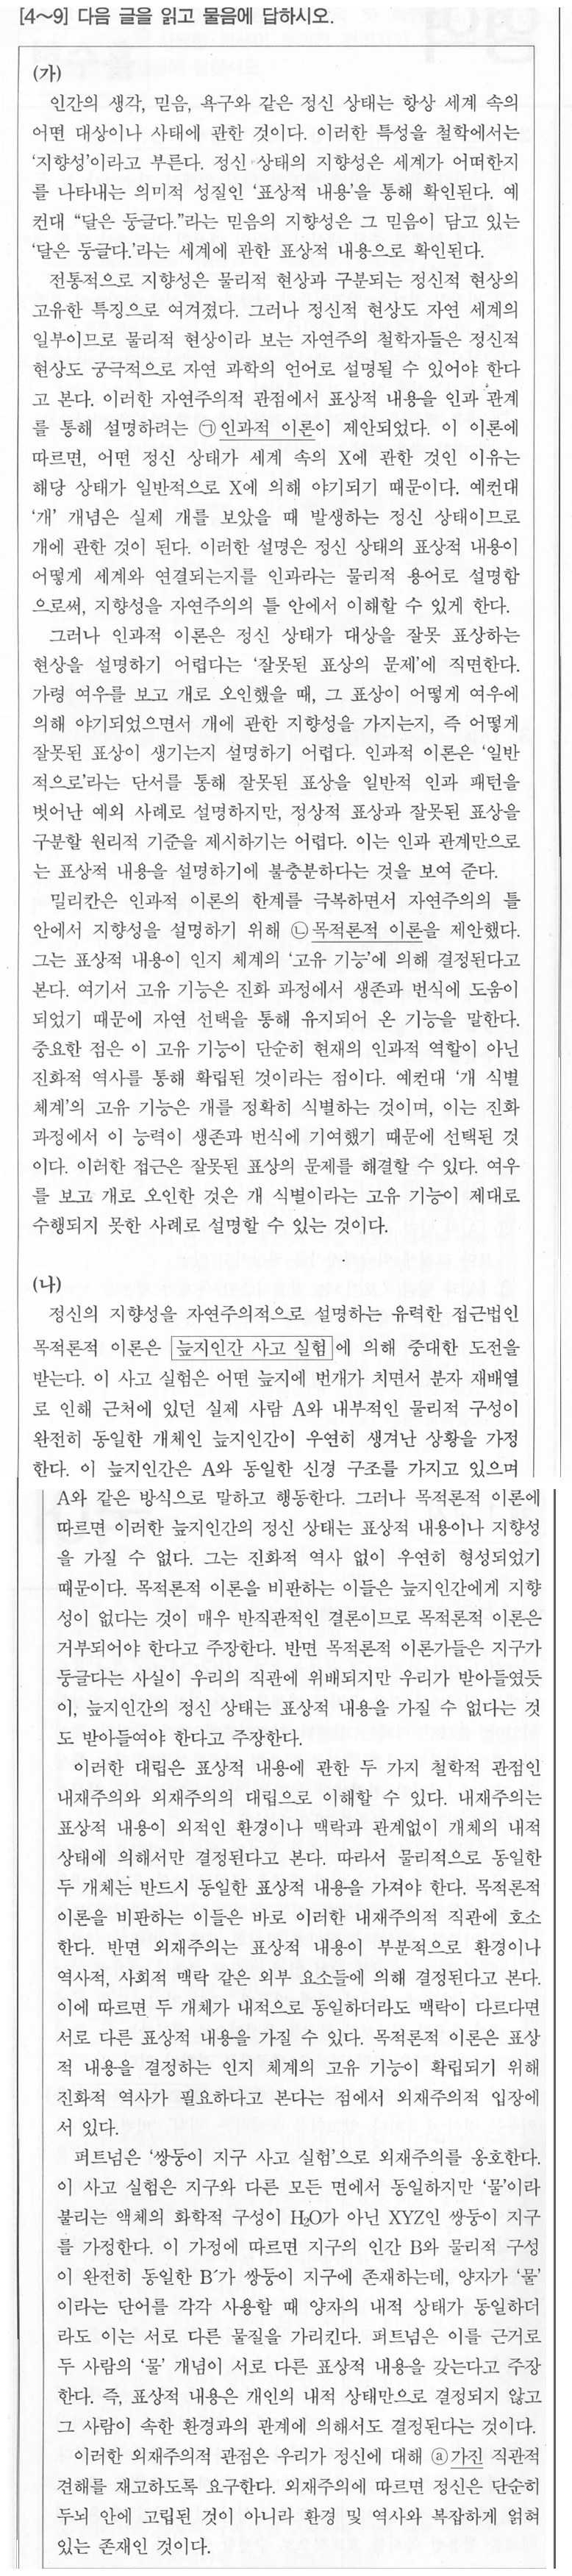 [4~9] 다음 글을 읽고 물음에 답하시오.
(가)
인간의 생각, 믿음, 욕구와 같은 정신 상태는 항상 세계 속의
어떤 대상이나 사태에 관한 것이다. 이러한 특성을 철학에서는
‘지향성’이라고 부른다. 정신 상태의 지향성은 세계가 어떠한지
를 나타내는 의미적 성질인 ‘표상적 내용’을 통해 확인된다. 예
컨대 “달은 둥글다.”라는 믿음의 지향성은 그 믿음이 담고 있는
‘달은 둥글다.’라는 세계에 관한 표상적 내용으로 확인된다.
전통적으로 지향성은 물리적 현상과 구분되는 정신적 현상의
고유한 특징으로 여겨졌다. 그러나 정신적 현상도 자연 세계의
일부이므로 물리적 현상이라 보는 자연주의 철학자들은 정신적
현상도 궁극적으로 자연 과학의 언어로 설명될 수 있어야 한다
고 본다. 이러한 자연주의적 관점에서 표상적 내용을 인과 관계
를 통해 설명하려는 ㉠인과적 이론이 제안되었다. 이 이론에
따르면, 어떤 정신 상태가 세계 속의 X에 관한 것인 이유는
해당 상태가 일반적으로 X에 의해 야기되기 때문이다. 예컨대
‘개’ 개념은 실제 개를 보았을 때 발생하는 정신 상태이므로
개에 관한 것이 된다. 이러한 설명은 정신 상태의 표상적 내용이
어떻게 세계와 연결되는지를 인과라는 물리적 용어로 설명함
으로써, 지향성을 자연주의의 틀 안에서 이해할 수 있게 한다.
그러나 인과적 이론은 정신 상태가 대상을 잘못 표상하는
현상을 설명하기 어렵다는 ‘잘못된 표상의 문제’에 직면한다.
가령 여우를 보고 개로 오인했을 때, 그 표상이 어떻게 여우에
의해 야기되었으면서 개에 관한 지향성을 가지는지, 즉 어떻게
잘못된 표상이 생기는지 설명하기 어렵다. 인과적 이론은 ‘일반
적으로’라는 단서를 통해 잘못된 표상을 일반적 인과 패턴을
벗어난 예외 사례로 설명하지만, 정상적 표상과 잘못된 표상을
구분할 원리적 기준을 제시하기는 어렵다. 이는 인과 관계만으로
는 표상적 내용을 설명하기에 불충분하다는 것을 보여 준다.
밀리칸은 인과적 이론의 한계를 극복하면서 자연주의의 틀
안에서 지향성을 설명하기 위해 ㉡목적론적 이론을 제안했다.
그는 표상적 내용이 인지 체계의 ‘고유 기능’에 의해 결정된다고
본다. 여기서 고유 기능은 진화 과정에서 생존과 번식에 도움이
되었기 때문에 자연 선택을 통해 유지되어 온 기능을 말한다.
중요한 점은 이 고유 기능이 단순히 현재의 인과적 역할이 아닌
진화적 역사를 통해 확립된 것이라는 점이다. 예컨대 ‘개 식별
체계’의 고유 기능은 개를 정확히 식별하는 것이며, 이는 진화
과정에서 이 능력이 생존과 번식에 기여했기 때문에 선택된 것
이다. 이러한 접근은 잘못된 표상의 문제를 해결할 수 있다. 여우
를 보고 개로 오인한 것은 개 식별이라는 고유 기능이 제대로
수행되지 못한 사례로 설명할 수 있는 것이다.
(나)
정신의 지향성을 자연주의적으로 설명하는 유력한 접근법인
목적론적 이론은 늪지인간 사고 실험에 의해 중대한 도전을
받는다. 이 사고 실험은 어떤 늪지에 번개가 치면서 분자 재배열
로 인해 근처에 있던 실제 사람 A와 내부적인 물리적 구성이
완전히 동일한 개체인 늪지인간이 우연히 생겨난 상황을 가정
한다. 이 늪지인간은 A와 동일한 신경 구조를 가지고 있으며
A와 같은 방식으로 말하고 행동한다. 그러나 목적론적 이론에
따르면 이러한 늪지인간의 정신 상태는 표상적 내용이나 지향성
을 가질 수 없다. 그는 진화적 역사 없이 우연히 형성되었기
때문이다. 목적론적 이론을 비판하는 이들은 늪지인간에게 지향
성이 없다는 것이 매우 반직관적인 결론이므로 목적론적 이론은
거부되어야 한다고 주장한다. 반면 목적론적 이론가들은 지구가
둥글다는 사실이 우리의 직관에 위배되지만 우리가 받아들였듯
이, 늪지인간의 정신 상태는 표상적 내용을 가질 수 없다는 것
도 받아들여야 한다고 주장한다.
이러한 대립은 표상적 내용에 관한 두 가지 철학적 관점인
내재주의와 외재주의의 대립으로 이해할 수 있다. 내재주의는
표상적 내용이 외적인 환경이나 맥락과 관계없이 개체의 내적
상태에 의해서만 결정된다고 본다. 따라서 물리적으로 동일한
두 개체는 반드시 동일한 표상적 내용을 가져야 한다. 목적론적
이론을 비판하는 이들은 바로 이러한 내재주의적 직관에 호소
한다. 반면 외재주의는 표상적 내용이 부분적으로 환경이나
역사적, 사회적 맥락 같은 외부 요소들에 의해 결정된다고 본다.
이에 따르면 두 개체가 내적으로 동일하더라도 맥락이 다르다면
서로 다른 표상적 내용을 가질 수 있다. 목적론적 이론은 표상
적 내용을 결정하는 인지 체계의 고유 기능이 확립되기 위해
진화적 역사가 필요하다고 본다는 점에서 외재주의적 입장에
서 있다.
퍼트넘은 ‘쌍둥이 지구 사고 실험’으로 외재주의를 옹호한다.
이 사고 실험은 지구와 다른 모든 면에서 동일하지만 ‘물’이라
불리는 액체의 화학적 구성이 H₂O가 아닌 XYZ인 쌍둥이 지구
를 가정한다. 이 가정에 따르면 지구의 인간 B와 물리적 구성
이 완전히 동일한 B′가 쌍둥이 지구에 존재하는데, 양자가 ‘물’
이라는 단어를 각각 사용할 때 양자의 내적 상태가 동일하더
라도 이는 서로 다른 물질을 가리킨다. 퍼트넘은 이를 근거로
두 사람의 ‘물’ 개념이 서로 다른 표상적 내용을 갖는다고 주장
한다. 즉, 표상적 내용은 개인의 내적 상태만으로 결정되지 않고
그 사람이 속한 환경과의 관계에 의해서도 결정된다는 것이다.
이러한 외재주의적 관점은 우리가 정신에 대해 ⓐ가진 직관적
견해를 재고하도록 요구한다. 외재주의에 따르면 정신은 단순히
두뇌 안에 고립된 것이 아니라 환경 및 역사와 복잡하게 얽혀
있는 존재인 것이다.